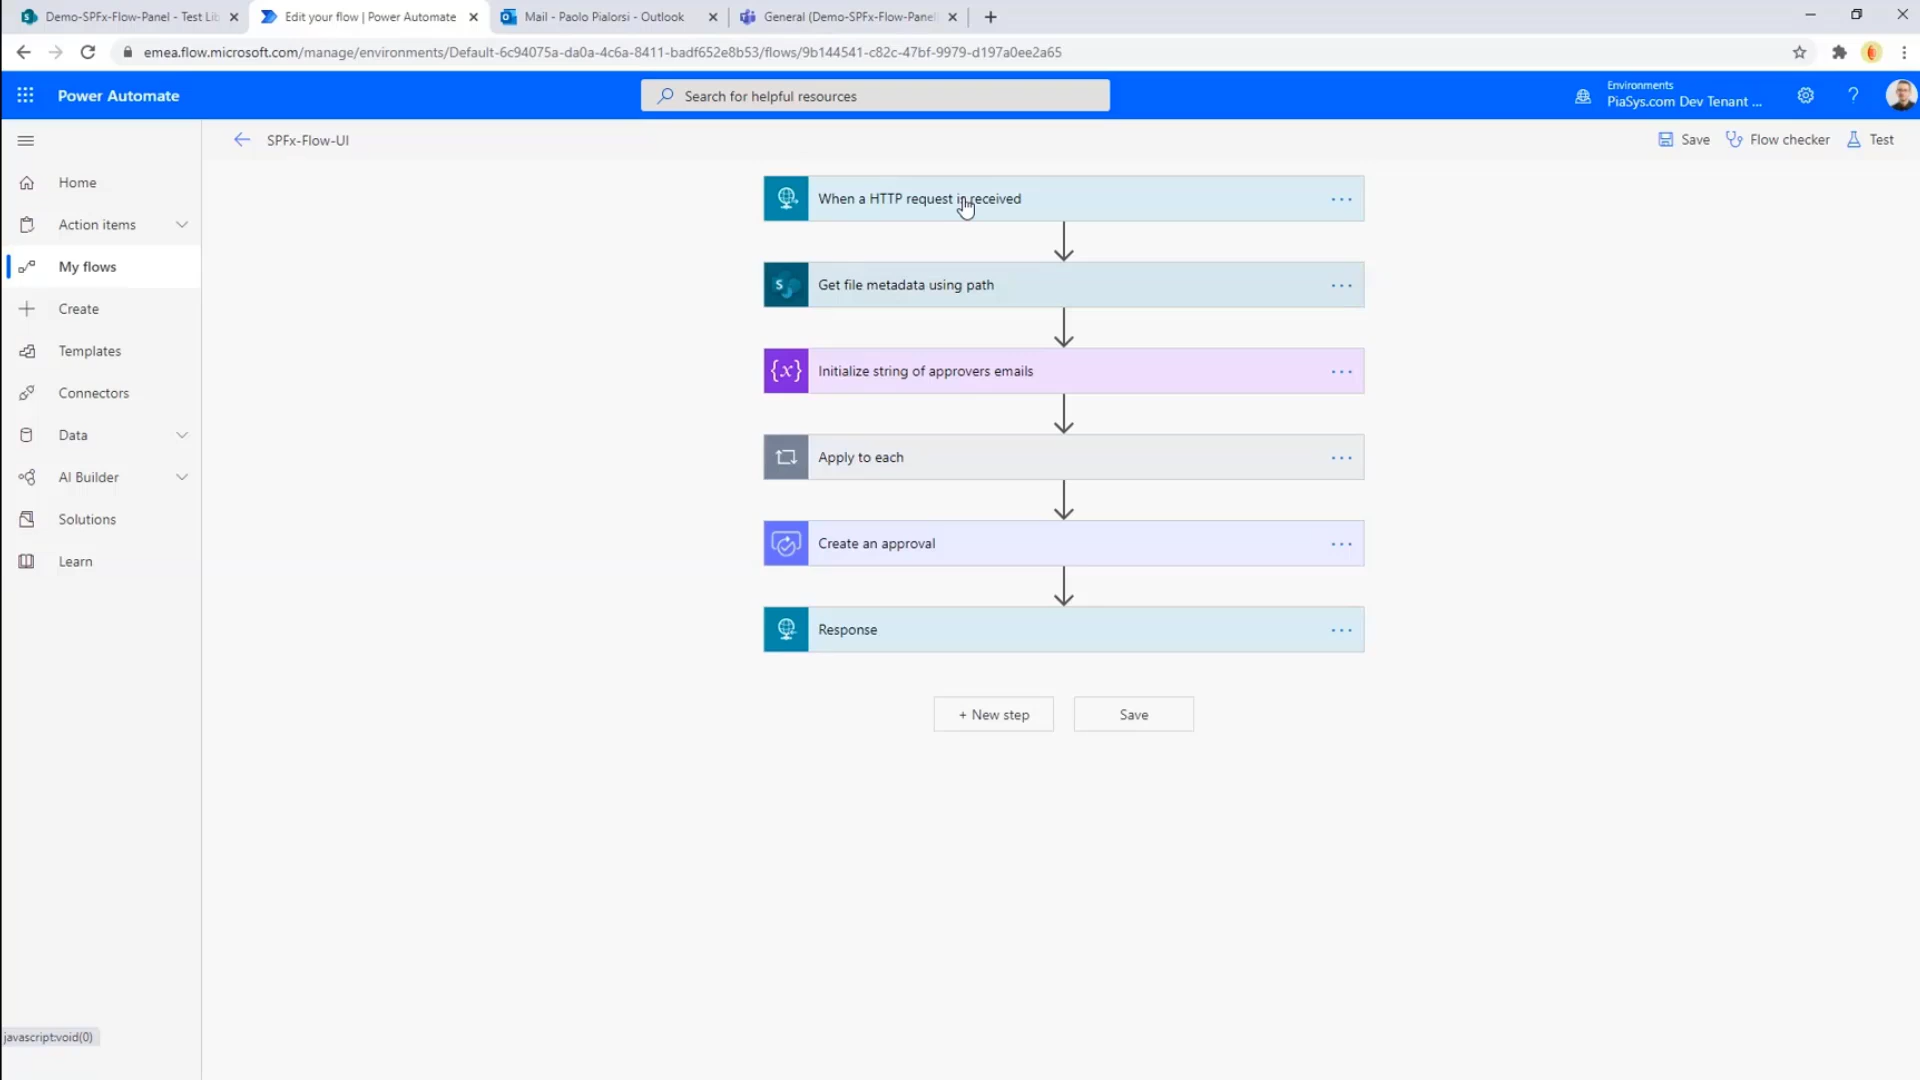 Demo-SPFx-Flow-Panel - Test Lib
Edit your flow | Power Automate
Mail - Paolo Pialorsi - Outlook
General (Demo-SPFx-Flow-Panel
emea.flow.microsoft.com/manage/environments/Default-6c94075a-da0a-4c6a-8411-badf652e8b53/flows/9b144541-c82c-47bf-9979-d197a0ee2a65
Power Automate
Search for helpful resources
Environments
PiaSys.com Dev Tenant ...
?
SPFx-Flow-UI
Save
Flow checker
Test
Home
Action items
My flows
Create
Templates
Connectors
Data
AI Builder
Solutions
Learn
When a HTTP request is received
Get file metadata using path
{x} Initialize string of approvers emails
Apply to each
Create an approval
Response
+ New step
Save
javascript:void(0)